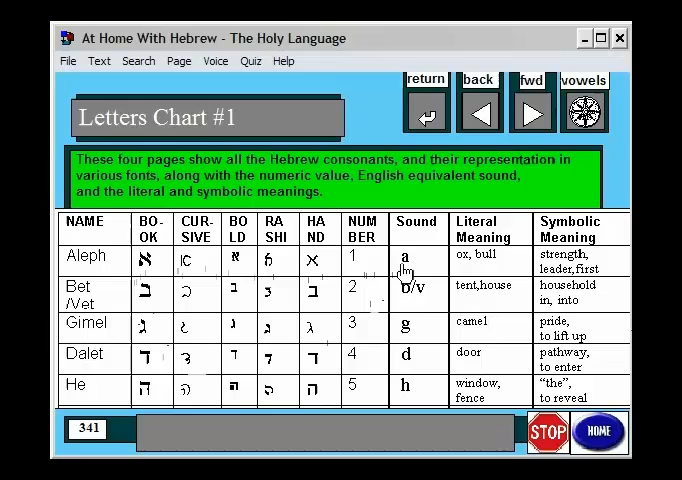 At Home With Hebrew - The Holy Language
File Text Search Page Voice Quiz Help
return back fwd vowels
Letters Chart #1
These four pages show all the Hebrew consonants, and their representation in
various fonts, along with the numeric value, English equivalent sound,
and the literal and symbolic meanings.
NAME BO- CUR- BO RA HA NUM Sound Literal Symbolic
OK SIVE LD SHI ND BER Meaning Meaning
Aleph א א א א א 1 a ox, bull strength,
leader,first
Bet ב ב ב ב ב 2 b/v tent,house household
/Vet in, into
Gimel ג ג ג ג ג 3 g camel pride,
to lift up
Dalet ד ד ד ד ד 4 d door pathway,
to enter
He ה ה ה ה ה 5 h window, "the",
fence to reveal
341 STOP HOME